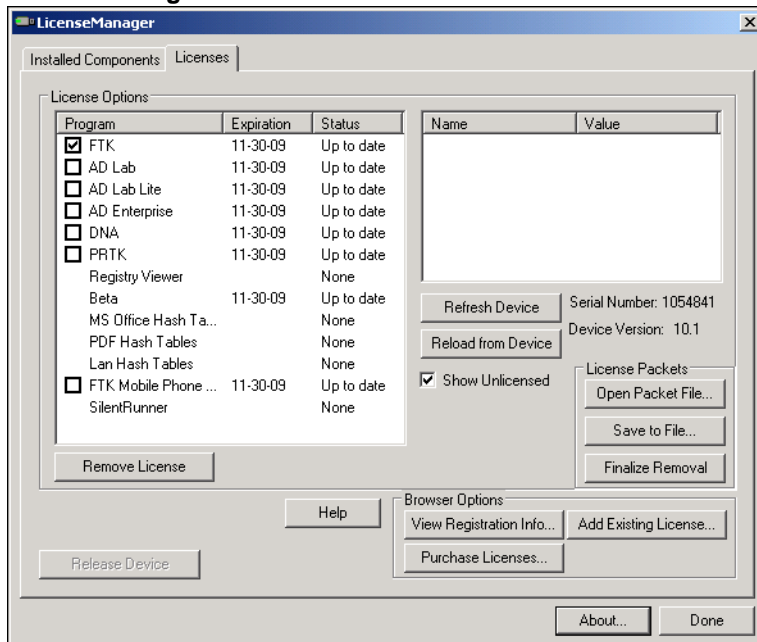 LicenseManager
Installed Components Licenses
License Options
Program Expiration Status
FTK 11-30-09 Up to date
AD Lab 11-30-09 Up to date
AD Lab Lite 11-30-09 Up to date
AD Enterprise 11-30-09 Up to date
DNA 11-30-09 Up to date
PRTK 11-30-09 Up to date
Registry Viewer None
Beta 11-30-09 Up to date
MS Office Hash Ta... None
PDF Hash Tables None
Lan Hash Tables None
FTK Mobile Phone ... 11-30-09 Up to date
SilentRunner None
Remove License
Name Value
Refresh Device
Serial Number: 1054841
Reload from Device
Device Version: 10.1
Show Unlicensed
License Packets
Open Packet File...
Save to File...
Finalize Removal
Help
Browser Options
View Registration Info... Add Existing License...
Purchase Licenses...
Release Device
About... Done